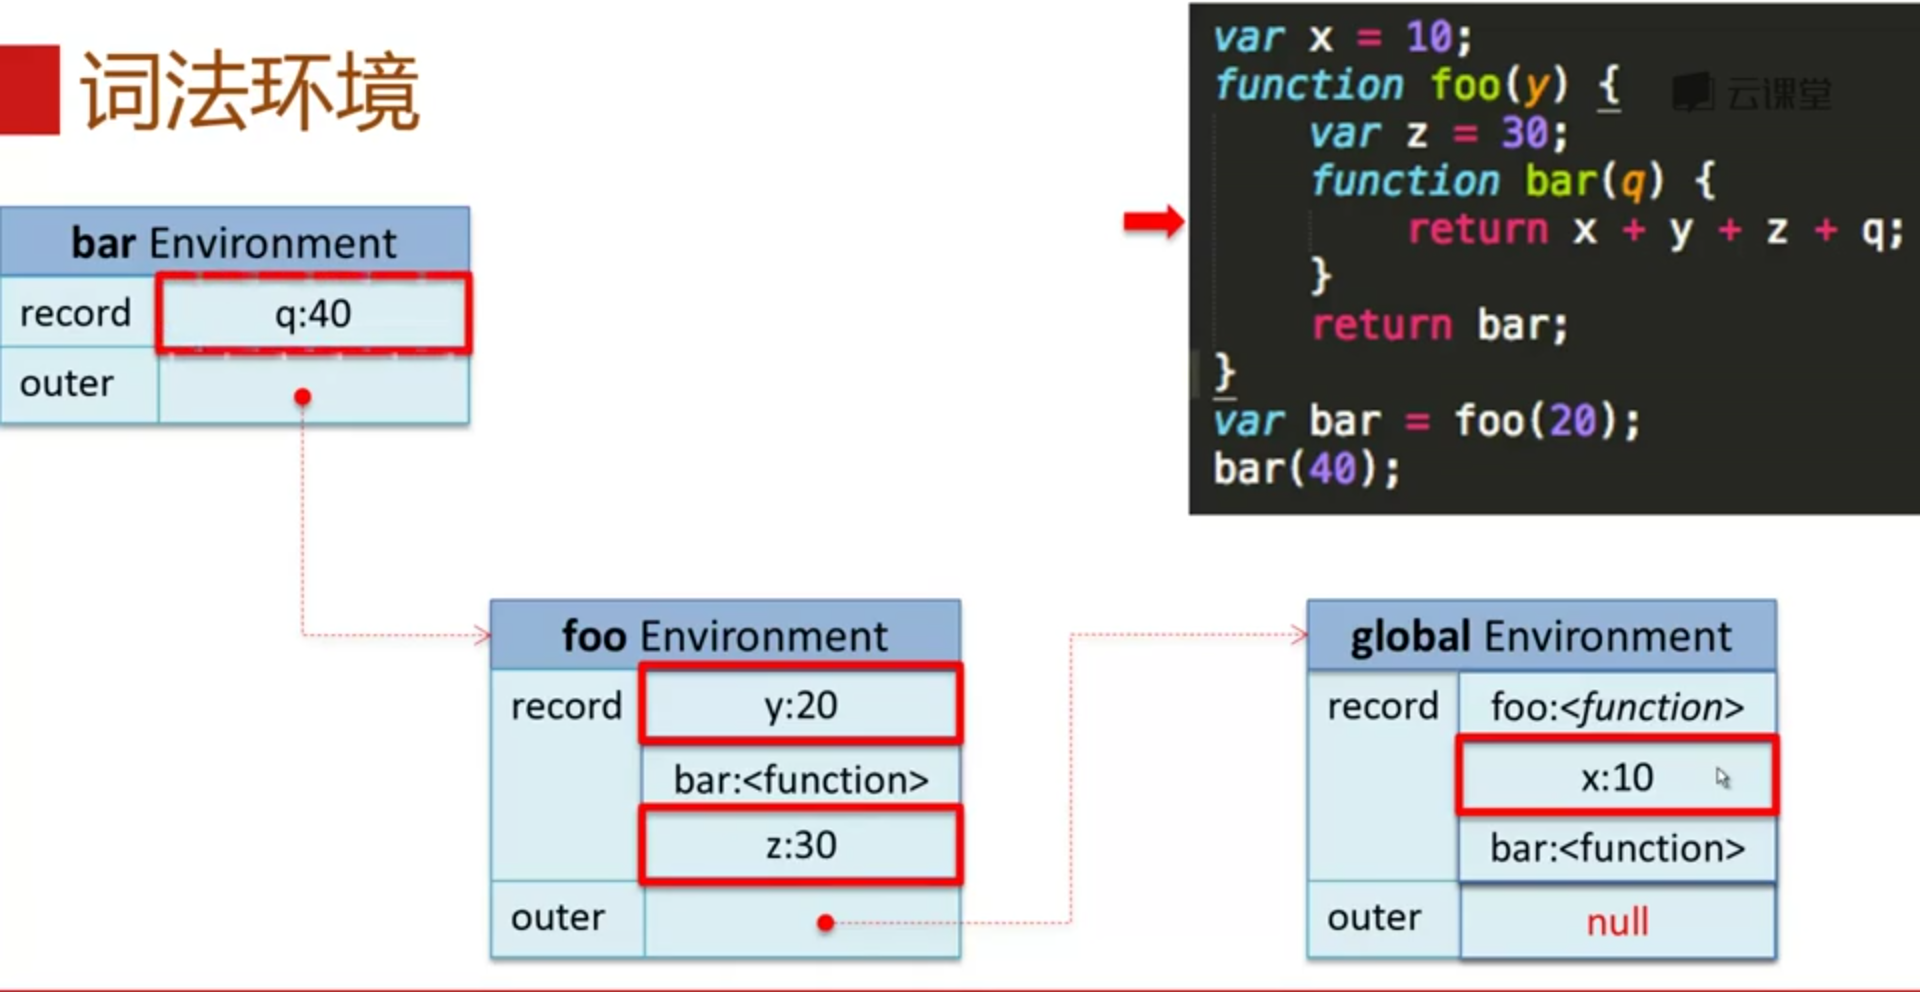 词法环境
var x = 10;
function foo(y) {
var z = 30;
function bar(q) {
return x + y + z + q;
}
return bar;
}
var bar = foo(20);
bar(40);
云课堂
bar Environment
record q:40
outer
foo Environment
record y:20
bar:<function>
z:30
outer
global Environment
record foo:<function>
x:10
bar:<function>
outer null